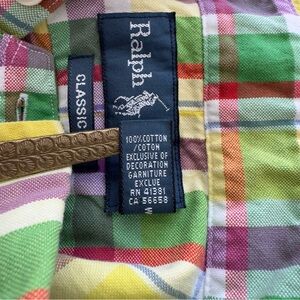 Ralph
CLASSIC
100%COTTON
/COTON
EXCLUSIVE OF
DECORATION
GARNITURE
EXCLUE
RN 41381
CA 56658